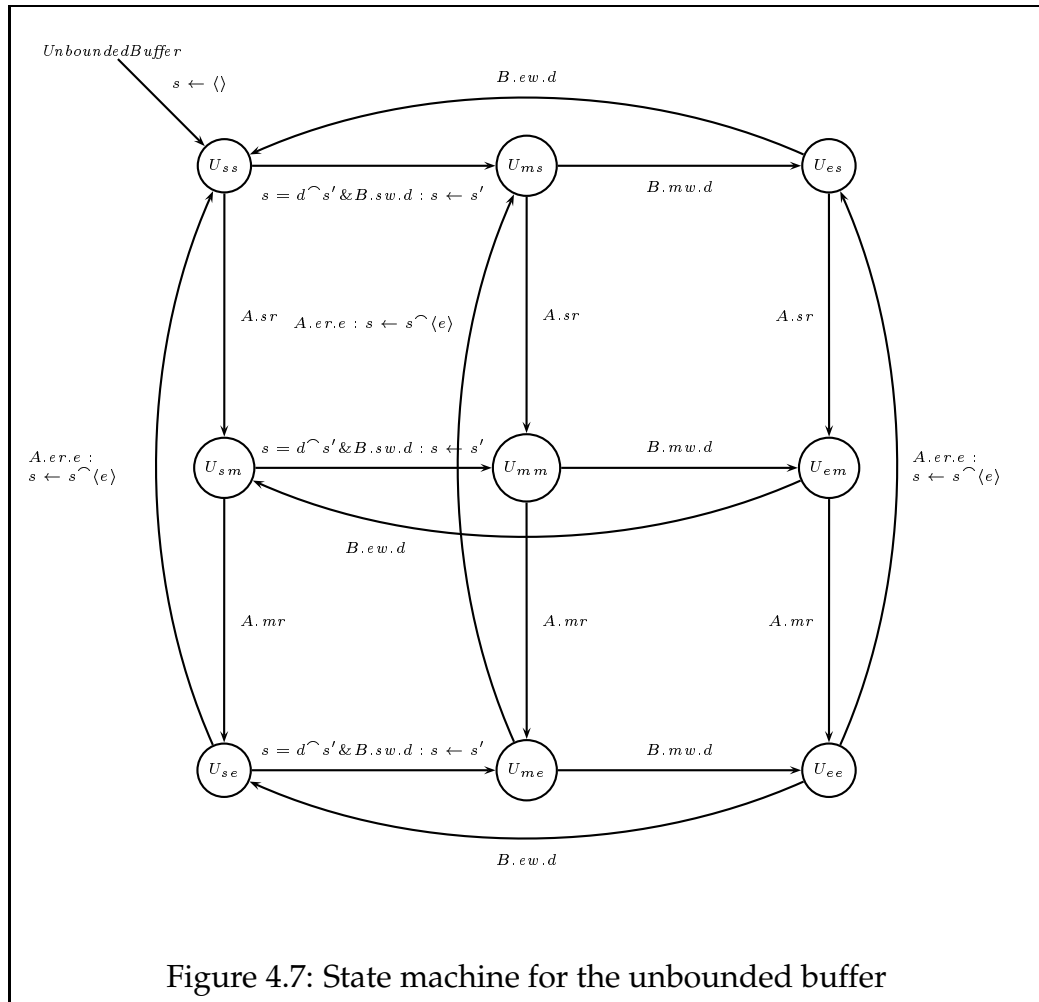 UnboundedBuffer
s ← ⟨⟩
B.ew.d
U_ss
U_ms
U_es
s = d⌢s′&B.sw.d : s ← s′
B.mw.d
A.sr
A.er.e : s ← s⌢⟨e⟩
A.sr
A.sr
s = d⌢s′&B.sw.d : s ← s′
B.mw.d
A.er.e :
s ← s⌢⟨e⟩
U_sm
U_mm
U_em
A.er.e :
s ← s⌢⟨e⟩
B.ew.d
A.mr
A.mr
A.mr
s = d⌢s′&B.sw.d : s ← s′
B.mw.d
U_se
U_me
U_ee
B.ew.d
Figure 4.7: State machine for the unbounded buffer